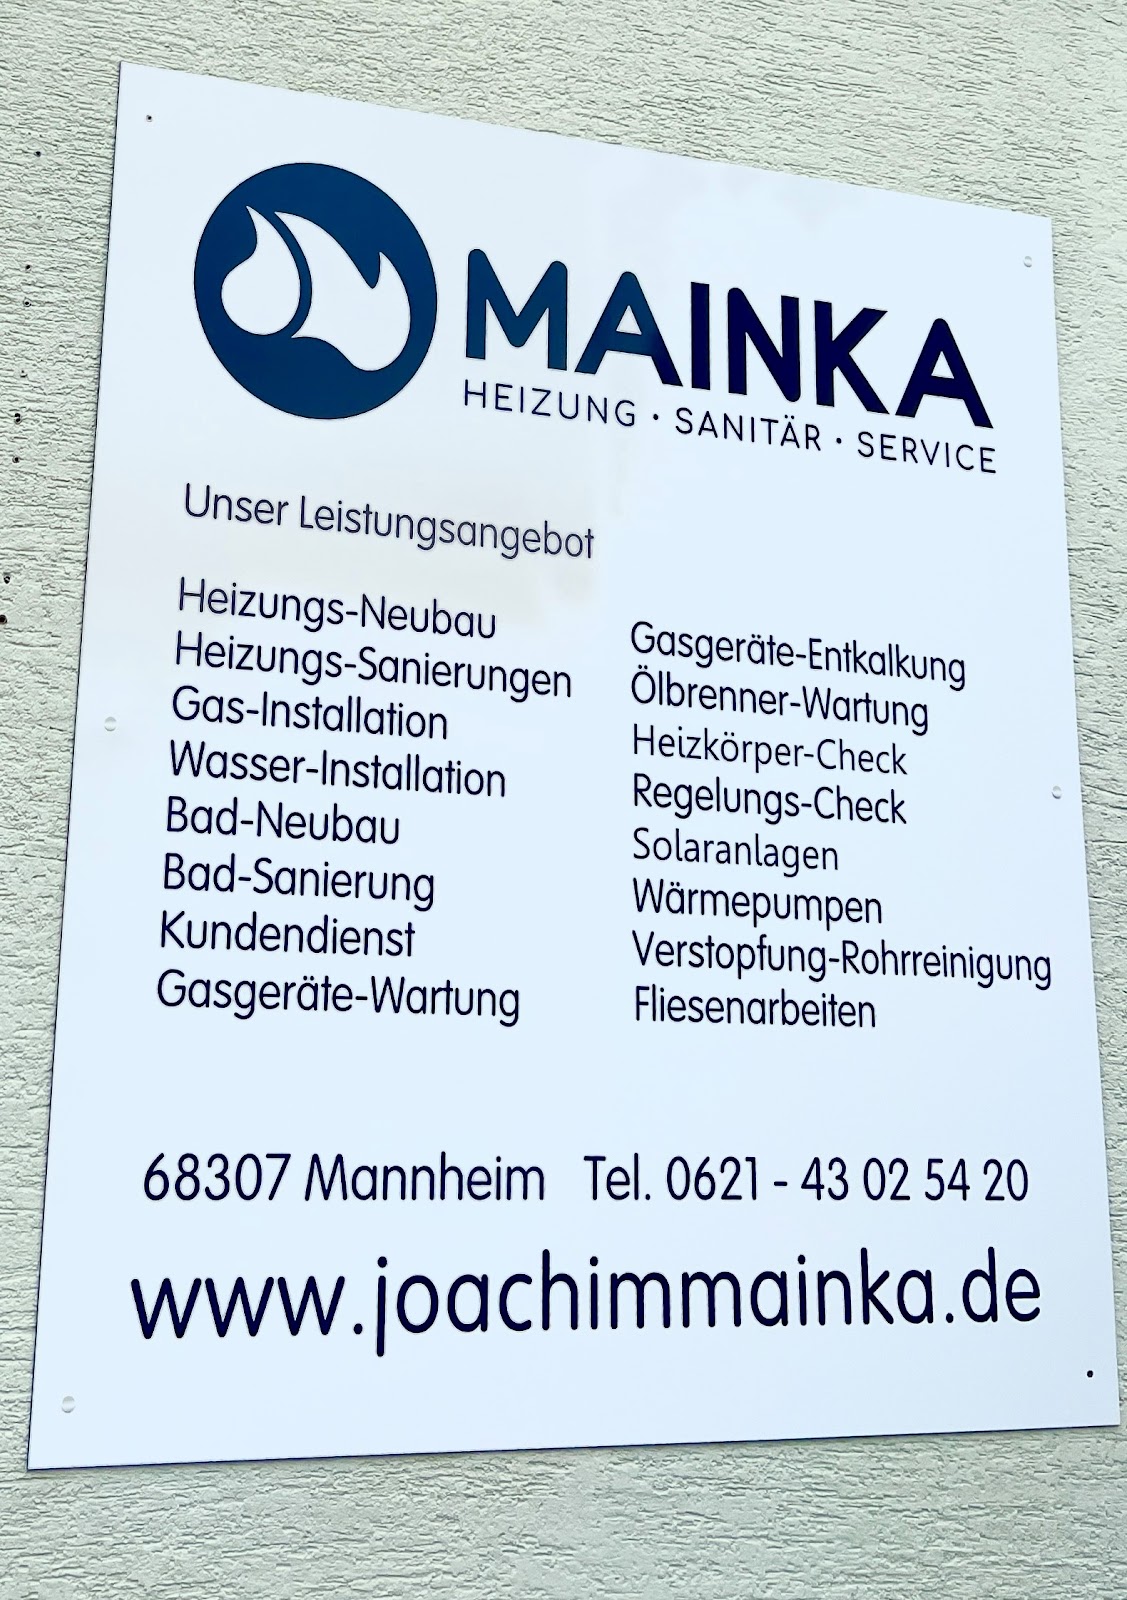 MAINKA
HEIZUNG · SANITÄR · SERVICE
Unser Leistungsangebot
Heizungs-Neubau
Heizungs-Sanierungen
Gas-Installation
Wasser-Installation
Bad-Neubau
Bad-Sanierung
Kundendienst
Gasgeräte-Wartung
Gasgeräte-Entkalkung
Ölbrenner-Wartung
Heizkörper-Check
Regelungs-Check
Solaranlagen
Wärmepumpen
Verstopfung-Rohrreinigung
Fliesenarbeiten
68307 Mannheim Tel. 0621 - 43 02 54 20
www.joachimmainka.de